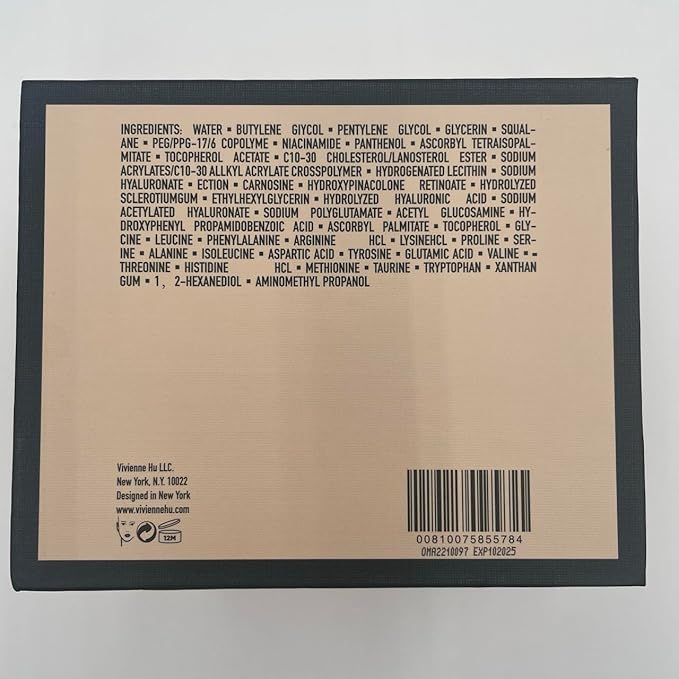 INGREDIENTS: WATER ▪ BUTYLENE GIYCOL ▪ PENTYLENE GLYCOL ▪ GLYCERIN ▪ SQUAL-
ANE ▪ PEG/PPG-17/6 COPOLYME ▪ NIACINAMIDE ▪ PANTHENOL ▪ ASCORBYL TETRAISOPAL-
MITATE ▪ TOCOPHEROL ACETATE ▪ C10-30 CHOLESTEROL/LANOSTEROL ESTER ▪ SODIUM
ACRYLATES/C10-30 ALLKYL ACRYLATE CROSSPOLYMER ▪ HYDROGENATED LECITHIN ▪ SODIUM
HYALURONATE ▪ ECTION ▪ CARNOSINE ▪ HYDROXYPINACOLONE RETINOATE ▪ HYDROLYZED
SCLEROTIUMGUM ▪ ETHYLHEXYLGLYCERIN ▪ HYDROLYZED HYALURONIC ACID ▪ SODIUM
ACETYLATED HYALURONATE ▪ SODIUM POLYGLUTAMATE ▪ ACETYL GLUCOSAMINE ▪ HY-
DROXYPHENYL PROPAMIDOBENZOIC ACID ▪ ASCORBYL PALMITATE ▪ TOCOPHEROL ▪ GLY-
CINE ▪ LEUCINE ▪ PHENYLALANINE ▪ ARGININE HCL ▪ LYSINEHCL ▪ PROLINE ▪ SER-
INE ▪ ALANINE ▪ ISOLEUCINE ▪ ASPARTIC ACID ▪ TYROSINE ▪ GLUTAMIC ACID ▪ VALINE ▪
THREONINE ▪ HISTIDINE HCL ▪ METHIONINE ▪ TAURINE ▪ TRYPTOPHAN ▪ XANTHAN
GUM ▪ 1, 2-HEXANEDIOL ▪ AMINOMETHYL PROPANOL
Vivienne Hu LLC.
New York, N.Y. 10022
Designed in New York
www.viviennehu.com
12M
00810075855784
OMA2210097 EXP102025